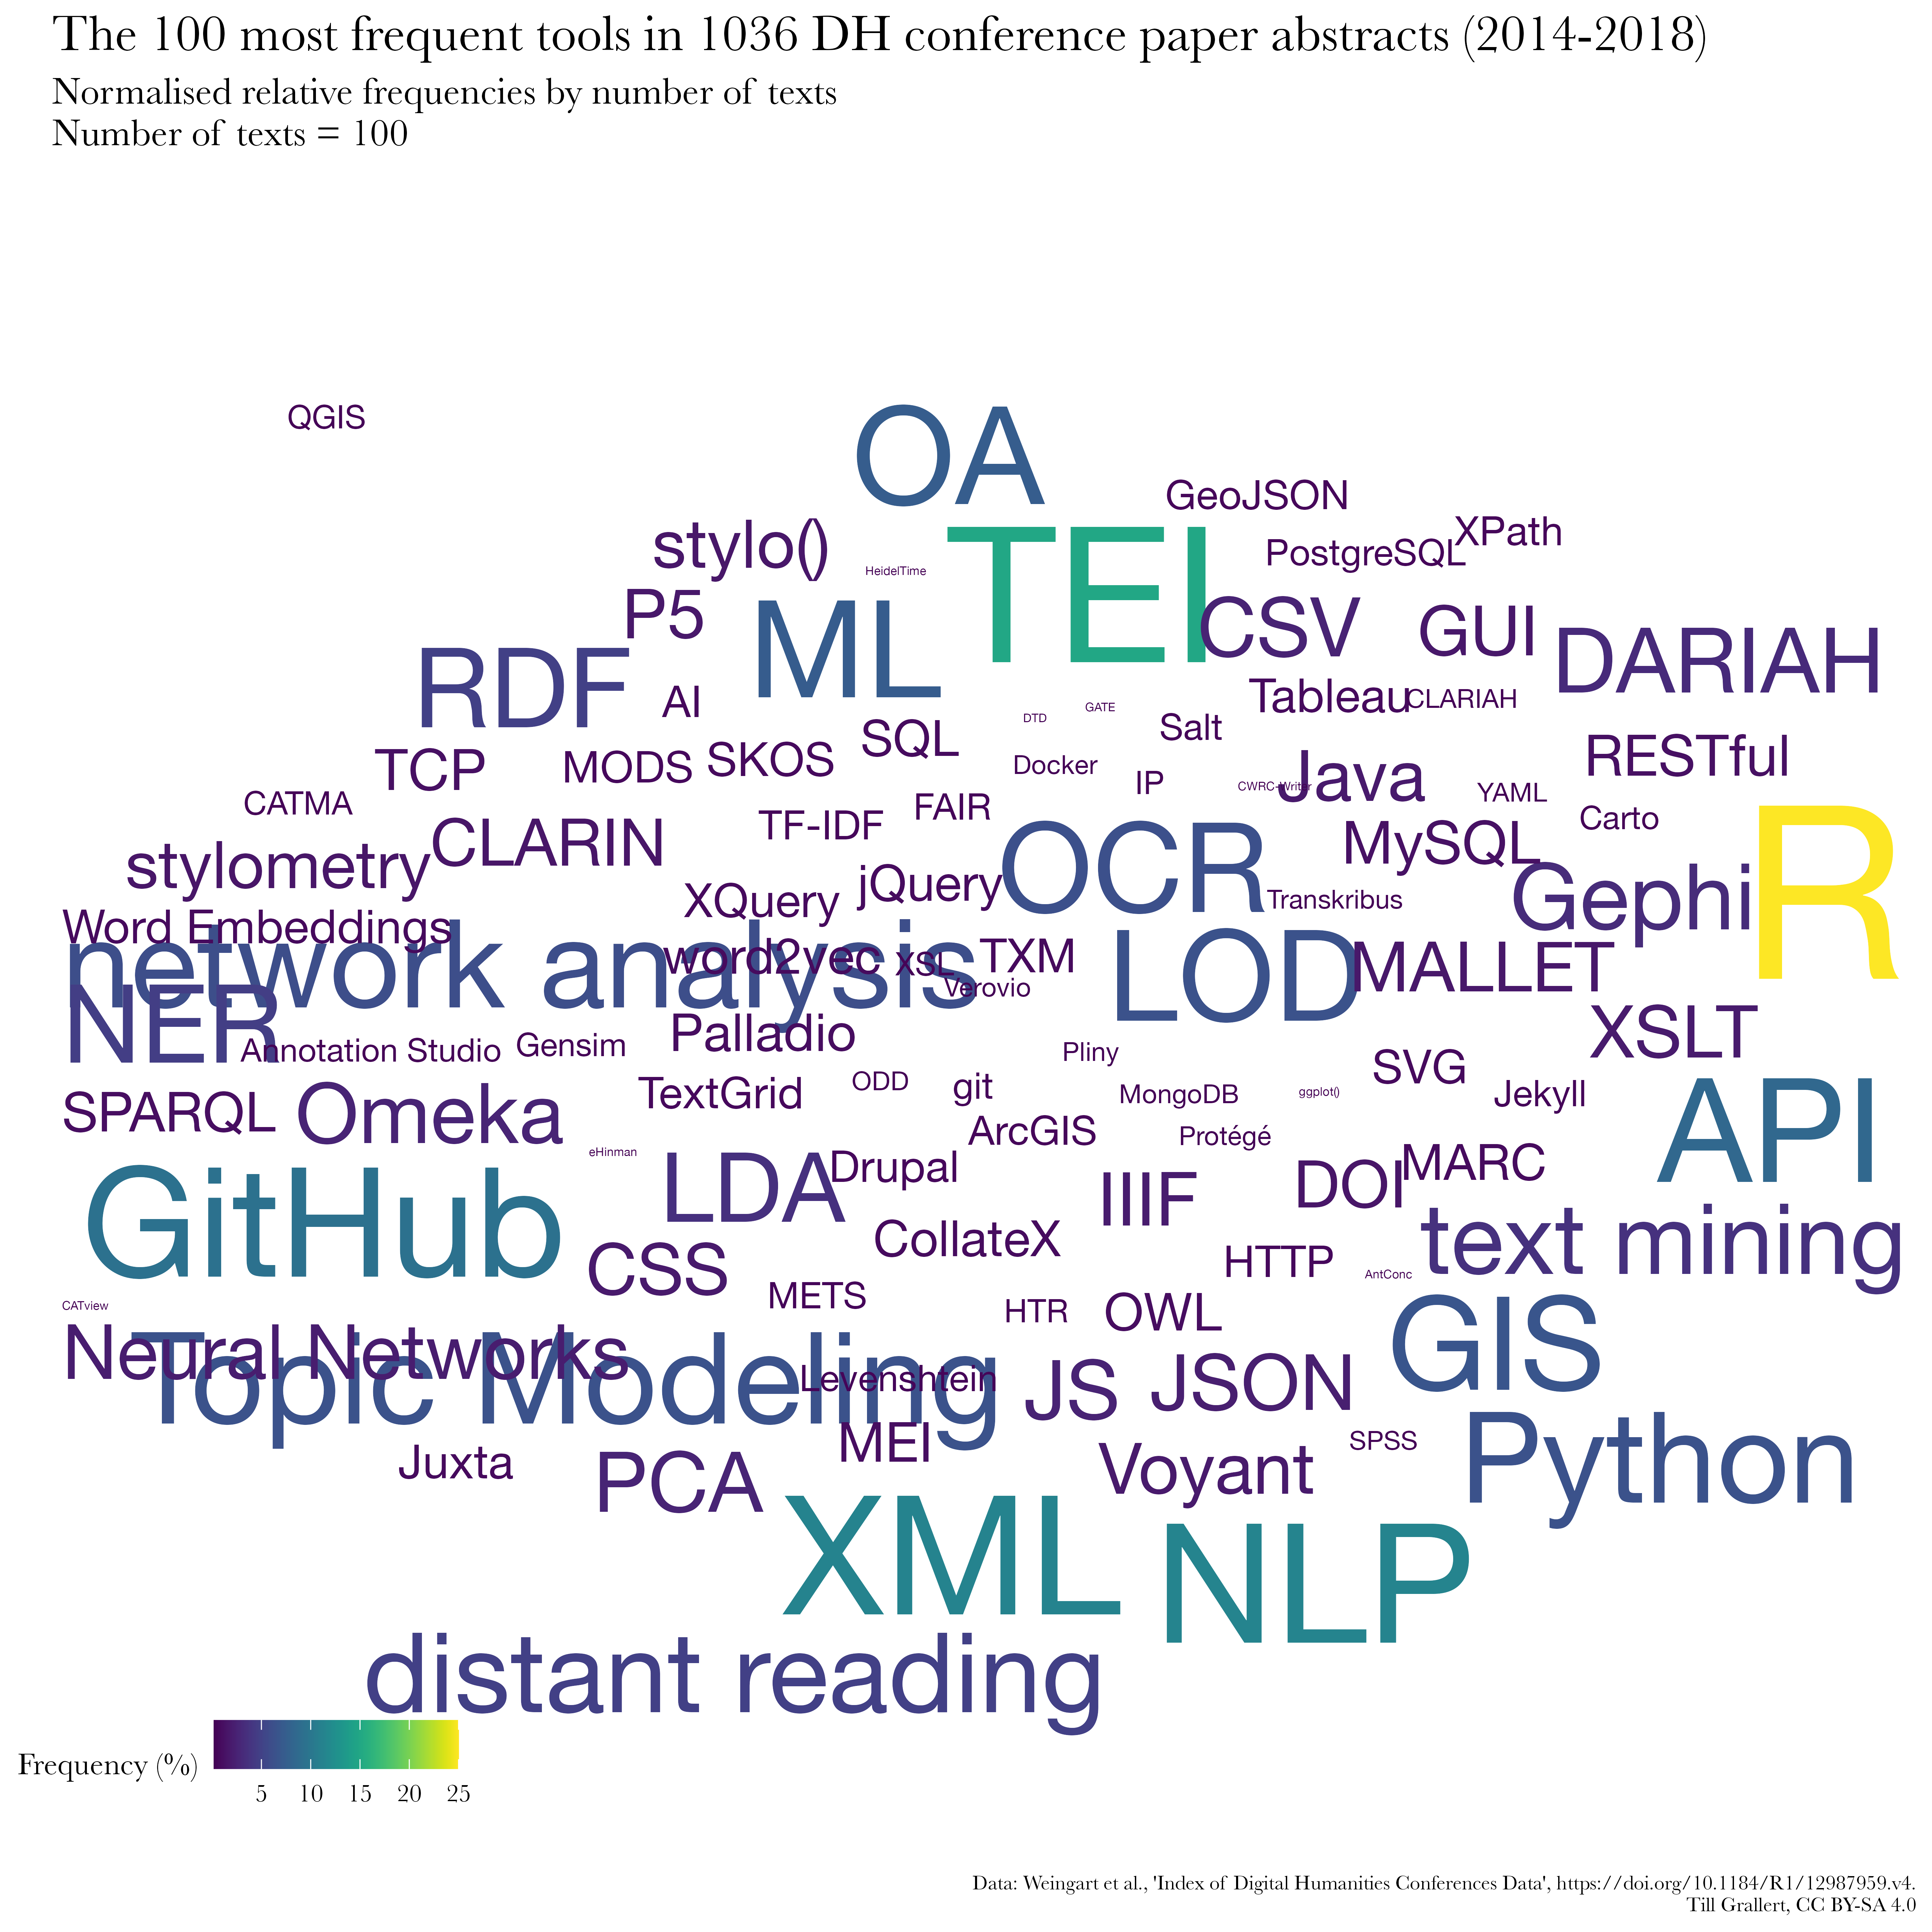 The 100 most frequent tools in 1036 DH conference paper abstracts (2014-2018)
Normalised relative frequencies by number of texts
Number of texts = 100
QGIS
OA
GeoJSON
XPath
stylo()
TEI
PostgreSQL
HeidelTime
P5
ML
CSV
GUI
DARIAH
RDF
AI
Tableau
CLARIAH
DTD
GATE
Salt
SQL
TCP
MODS
SKOS
Docker
IP
CWRC-Writer
Java
YAML
RESTful
CATMA
FAIR
TF-IDF
Carto
CLARIN
stylometry
OCR
MySQL
R
jQuery
XQuery
Transkribus
Gephi
Word Embeddings
network analysis
word2vec
XSL
TXM
LOD
MALLET
Verovio
NER
Annotation Studio
Gensim
Palladio
Pliny
SVG
XSLT
SPARQL
Omeka
TextGrid
ODD
git
MongoDB
ggplot()
Jekyll
API
ArcGIS
Protégé
eHinman
GitHub
LDA
Drupal
IIIF
DOI
MARC
CSS
CollateX
HTTP
AntConc
text mining
CATview
METS
HTR
OWL
GIS
Neural Networks
Topic Modeling
Levenshtein
JS
JSON
Juxta
PCA
MEI
Voyant
SPSS
Python
XML
NLP
distant reading
Frequency (%)
5 10 15 20 25
Data: Weingart et al., 'Index of Digital Humanities Conferences Data', https://doi.org/10.1184/R1/12987959.v4.
Till Grallert, CC BY-SA 4.0